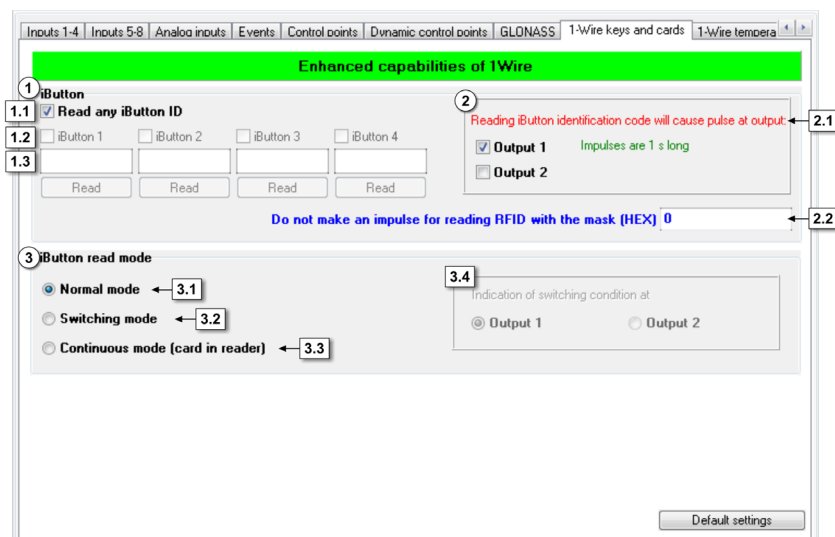 Inputs 1-4 Inputs 5-8 Analog inputs Events Control points Dynamic control points GLONASS 1-Wire keys and cards 1-Wire tempera
Enhanced capabilities of 1Wire
1 iButton
1.1 Read any iButton ID
2
Reading iButton identification code will cause pulse at output: 2.1
1.2 iButton 1 iButton 2 iButton 3 iButton 4
Output 1 Impulses are 1 s long
1.3
Output 2
Read Read Read Read
Do not make an impulse for reading RFID with the mask (HEX) 0 2.2
3 iButton read mode
Normal mode 3.1
3.4
Indication of switching condition at
Switching mode 3.2
Output 1 Output 2
Continuous mode (card in reader) 3.3
Default settings